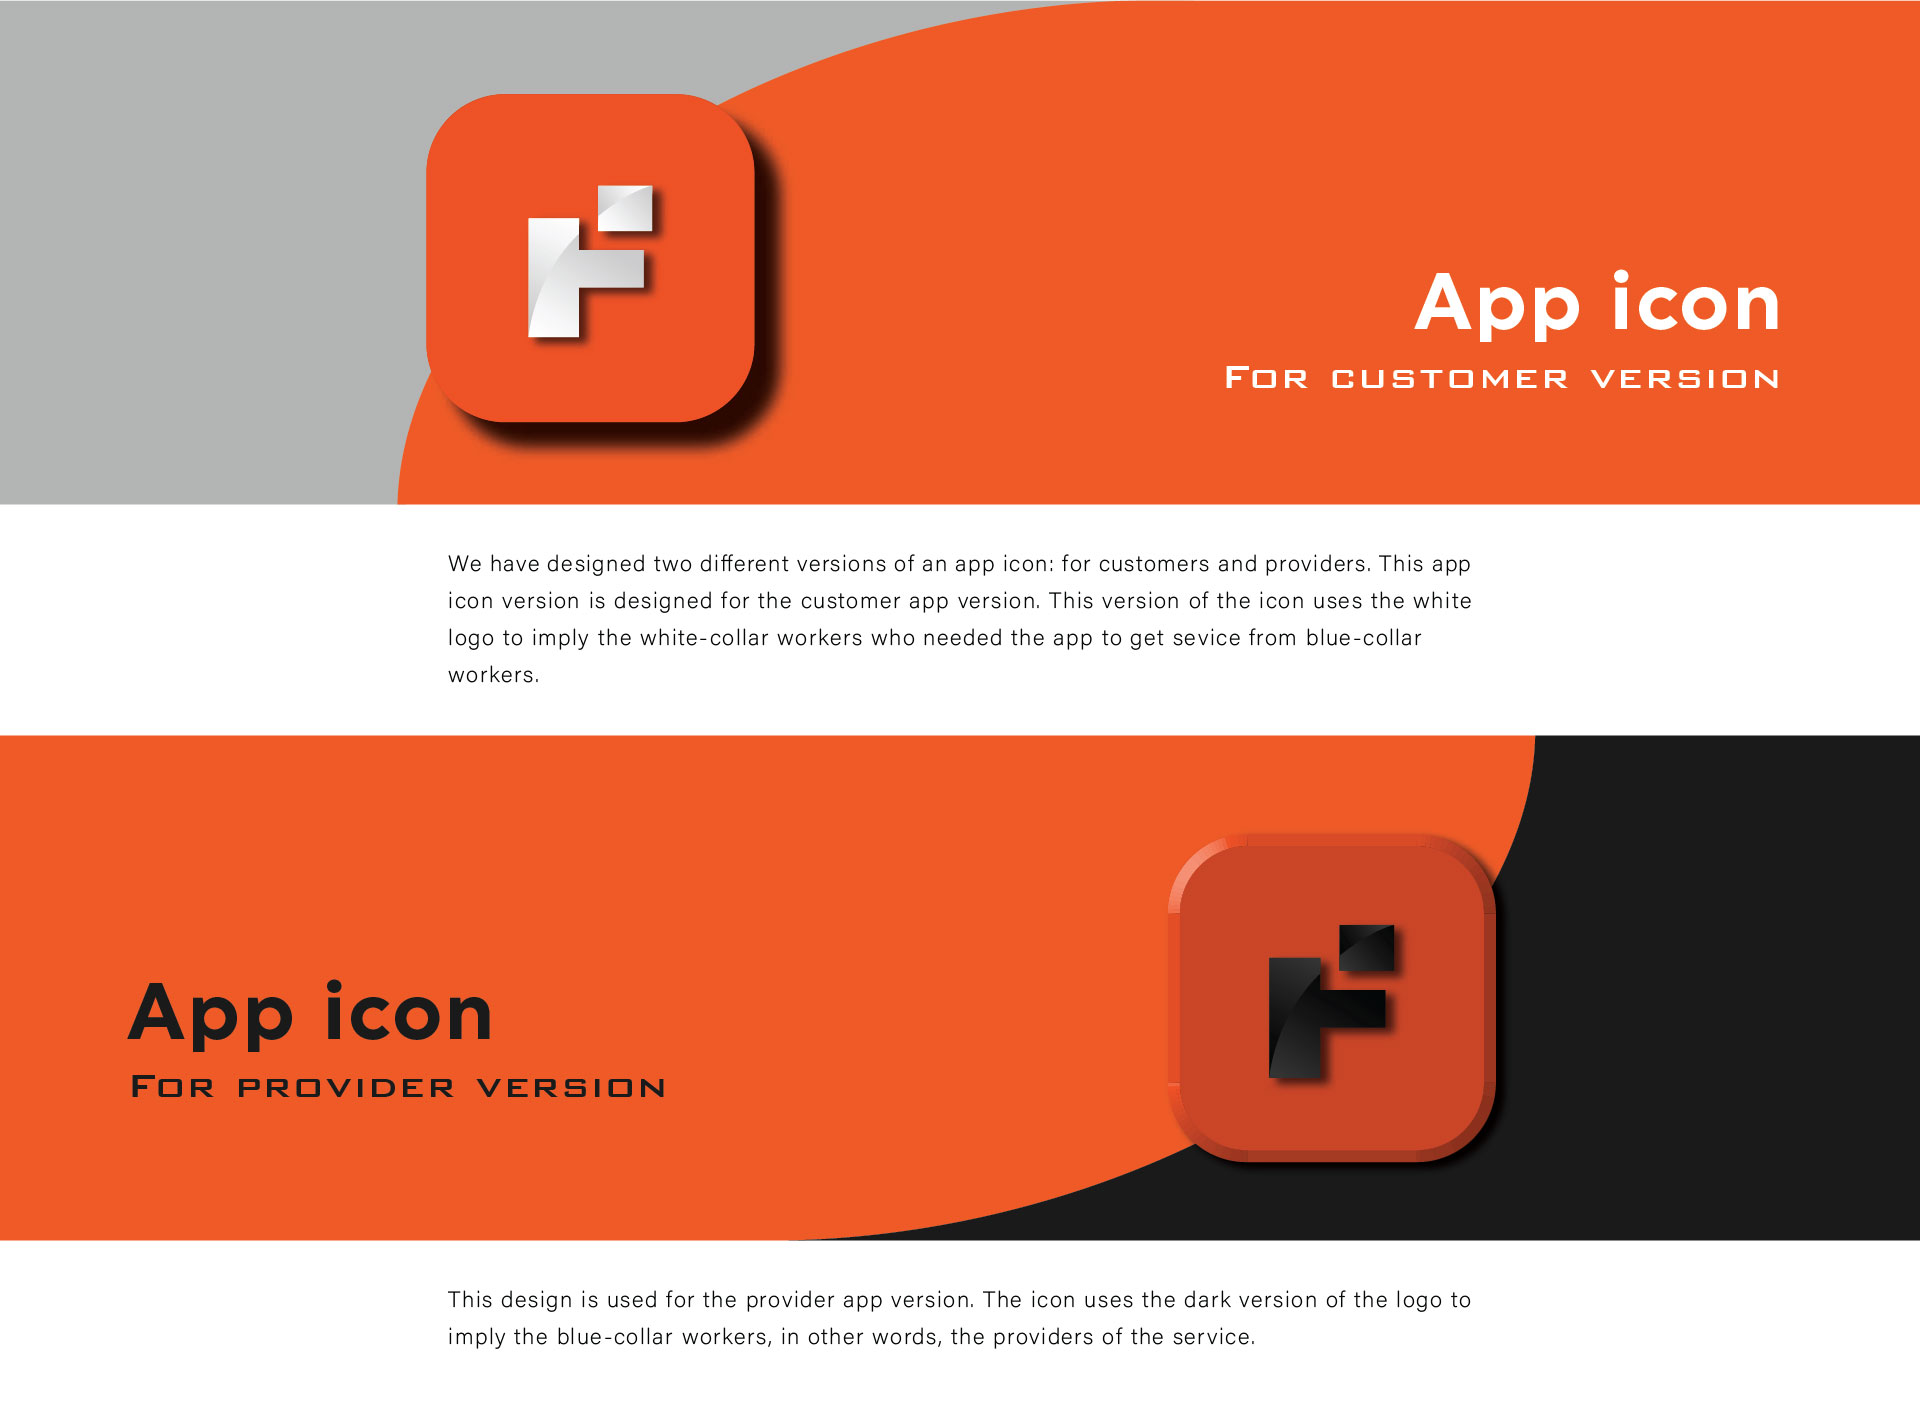 App icon
For customer version
We have designed two different versions of an app icon: for customers and providers. This app
icon version is designed for the customer app version. This version of the icon uses the white
logo to imply the white-collar workers who needed the app to get sevice from blue-collar
workers.
App icon
For provider version
This design is used for the provider app version. The icon uses the dark version of the logo to
imply the blue-collar workers, in other words, the providers of the service.